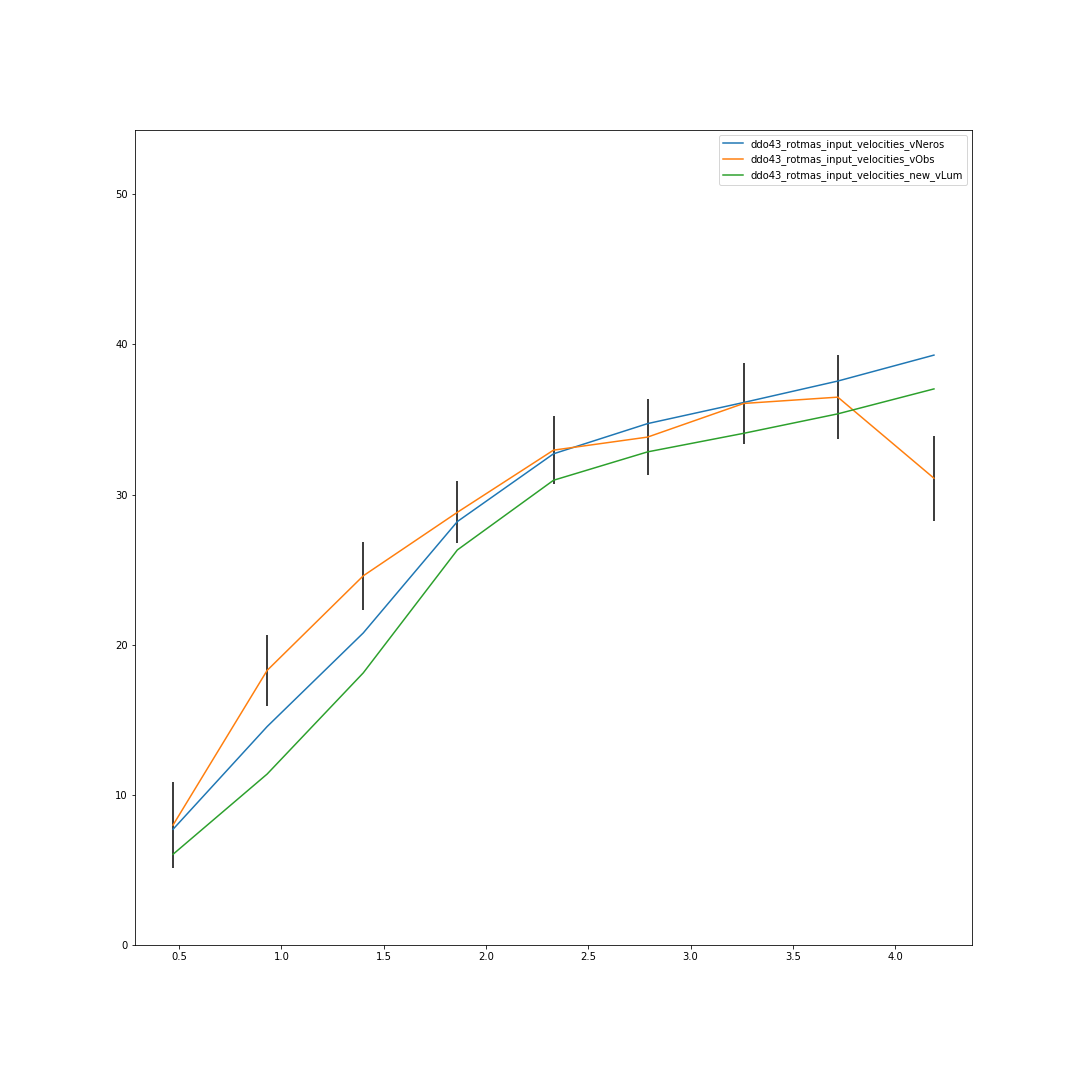 ddo43_rotmas_input_velocities_vNeros
ddo43_rotmas_input_velocities_vObs
ddo43_rotmas_input_velocities_new_vLum
50
40
30
20
10
0
0.5 1.0 1.5 2.0 2.5 3.0 3.5 4.0